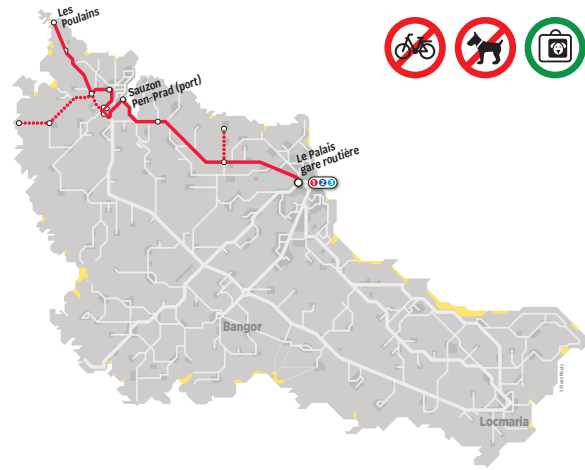 Les
Poulains
Sauzon
Pen-Prad (port)
Le Palais
gare routière
1 2 3
Bangor
Locmaria